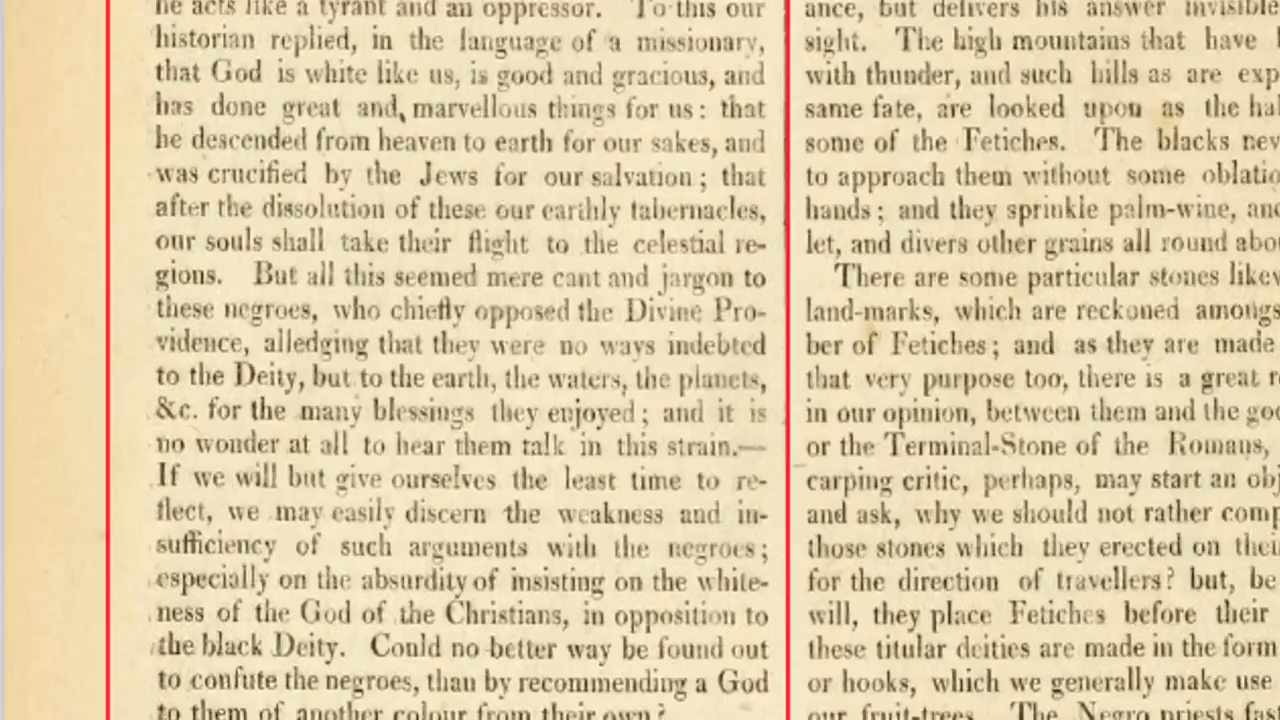 he acts like a tyrant and an oppressor. To this our
historian replied, in the language of a missionary,
that God is white like us, is good and gracious, and
has done great and, marvellous things for us: that
he descended from heaven to earth for our sakes, and
was crucified by the Jews for our salvation; that
after the dissolution of these our earthly tabernacles,
our souls shall take their flight to the celestial re-
gions. But all this seemed mere cant and jargon to
these negroes, who chiefly opposed the Divine Pro-
vidence, alledging that they were no ways indebted
to the Deity, but to the earth, the waters, the planets,
&c. for the many blessings they enjoyed; and it is
no wonder at all to hear them talk in this strain.—
If we will but give ourselves the least time to re-
flect, we may easily discern the weakness and in-
sufficiency of such arguments with the negroes;
especially on the absurdity of insisting on the white-
ness of the God of the Christians, in opposition to
the black Deity. Could no better way be found out
to confute the negroes, than by recommending a God
to them of another colour from their own?
ance, but delivers his answer invisible
sight. The high mountains that have
with thunder, and such hills as are exp
same fate, are looked upon as the ha
some of the Fetiches. The blacks nev
to approach them without some oblatio
hands; and they sprinkle palm-wine, and
let, and divers other grains all round abo
There are some particular stones likew
land-marks, which are reckoned amongs
ber of Fetiches; and as they are made
that very purpose too, there is a great r
in our opinion, between them and the go
or the Terminal-Stone of the Romans,
carping critic, perhaps, may start an obj
and ask, why we should not rather comp
those stones which they erected on thei
for the direction of travellers? but, be
will, they place Fetiches before their
these titular deities are made in the form
or hooks, which we generally make use
our fruit-trees. The Negro priests fas